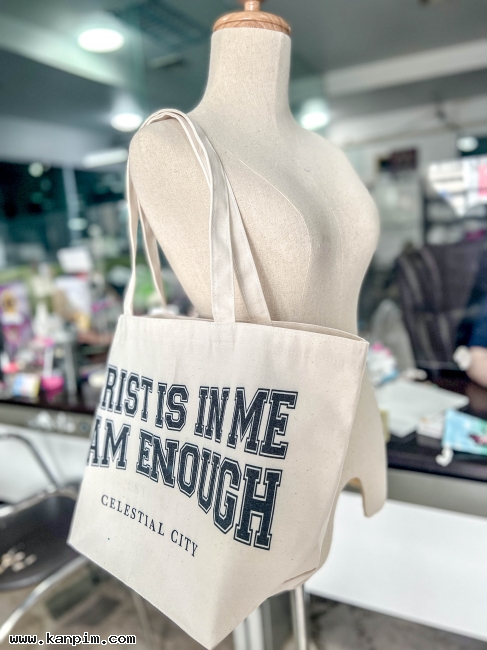 RIST IS IN ME
AM ENOUGH
CELESTIAL CITY
www.kanpim.com